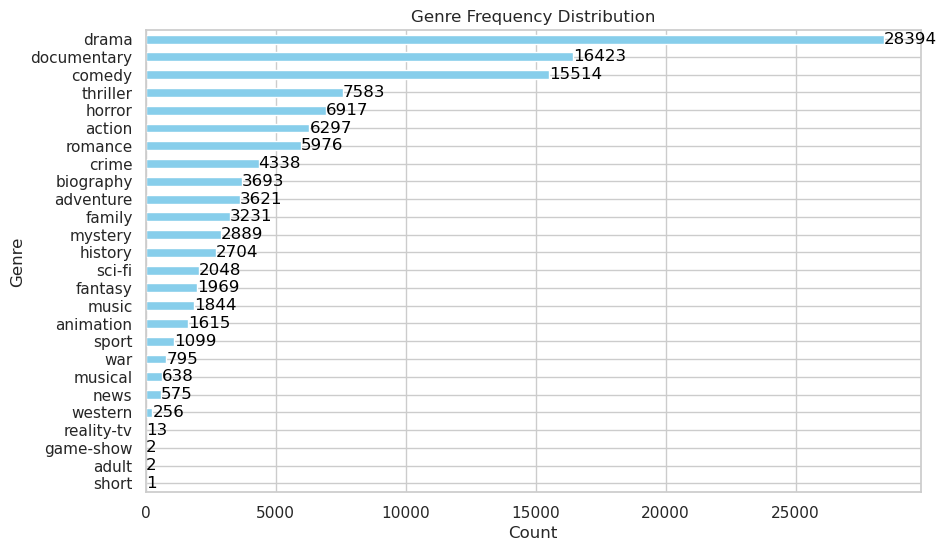 Genre Frequency Distribution
drama 28394
documentary 16423
comedy 15514
thriller 7583
horror 6917
action 6297
romance 5976
crime 4338
biography 3693
adventure 3621
family 3231
mystery 2889
history 2704
sci-fi 2048
fantasy 1969
music 1844
animation 1615
sport 1099
war 795
musical 638
news 575
western 256
reality-tv 13
game-show 2
adult 2
short 1
Genre
0 5000 10000 15000 20000 25000
Count